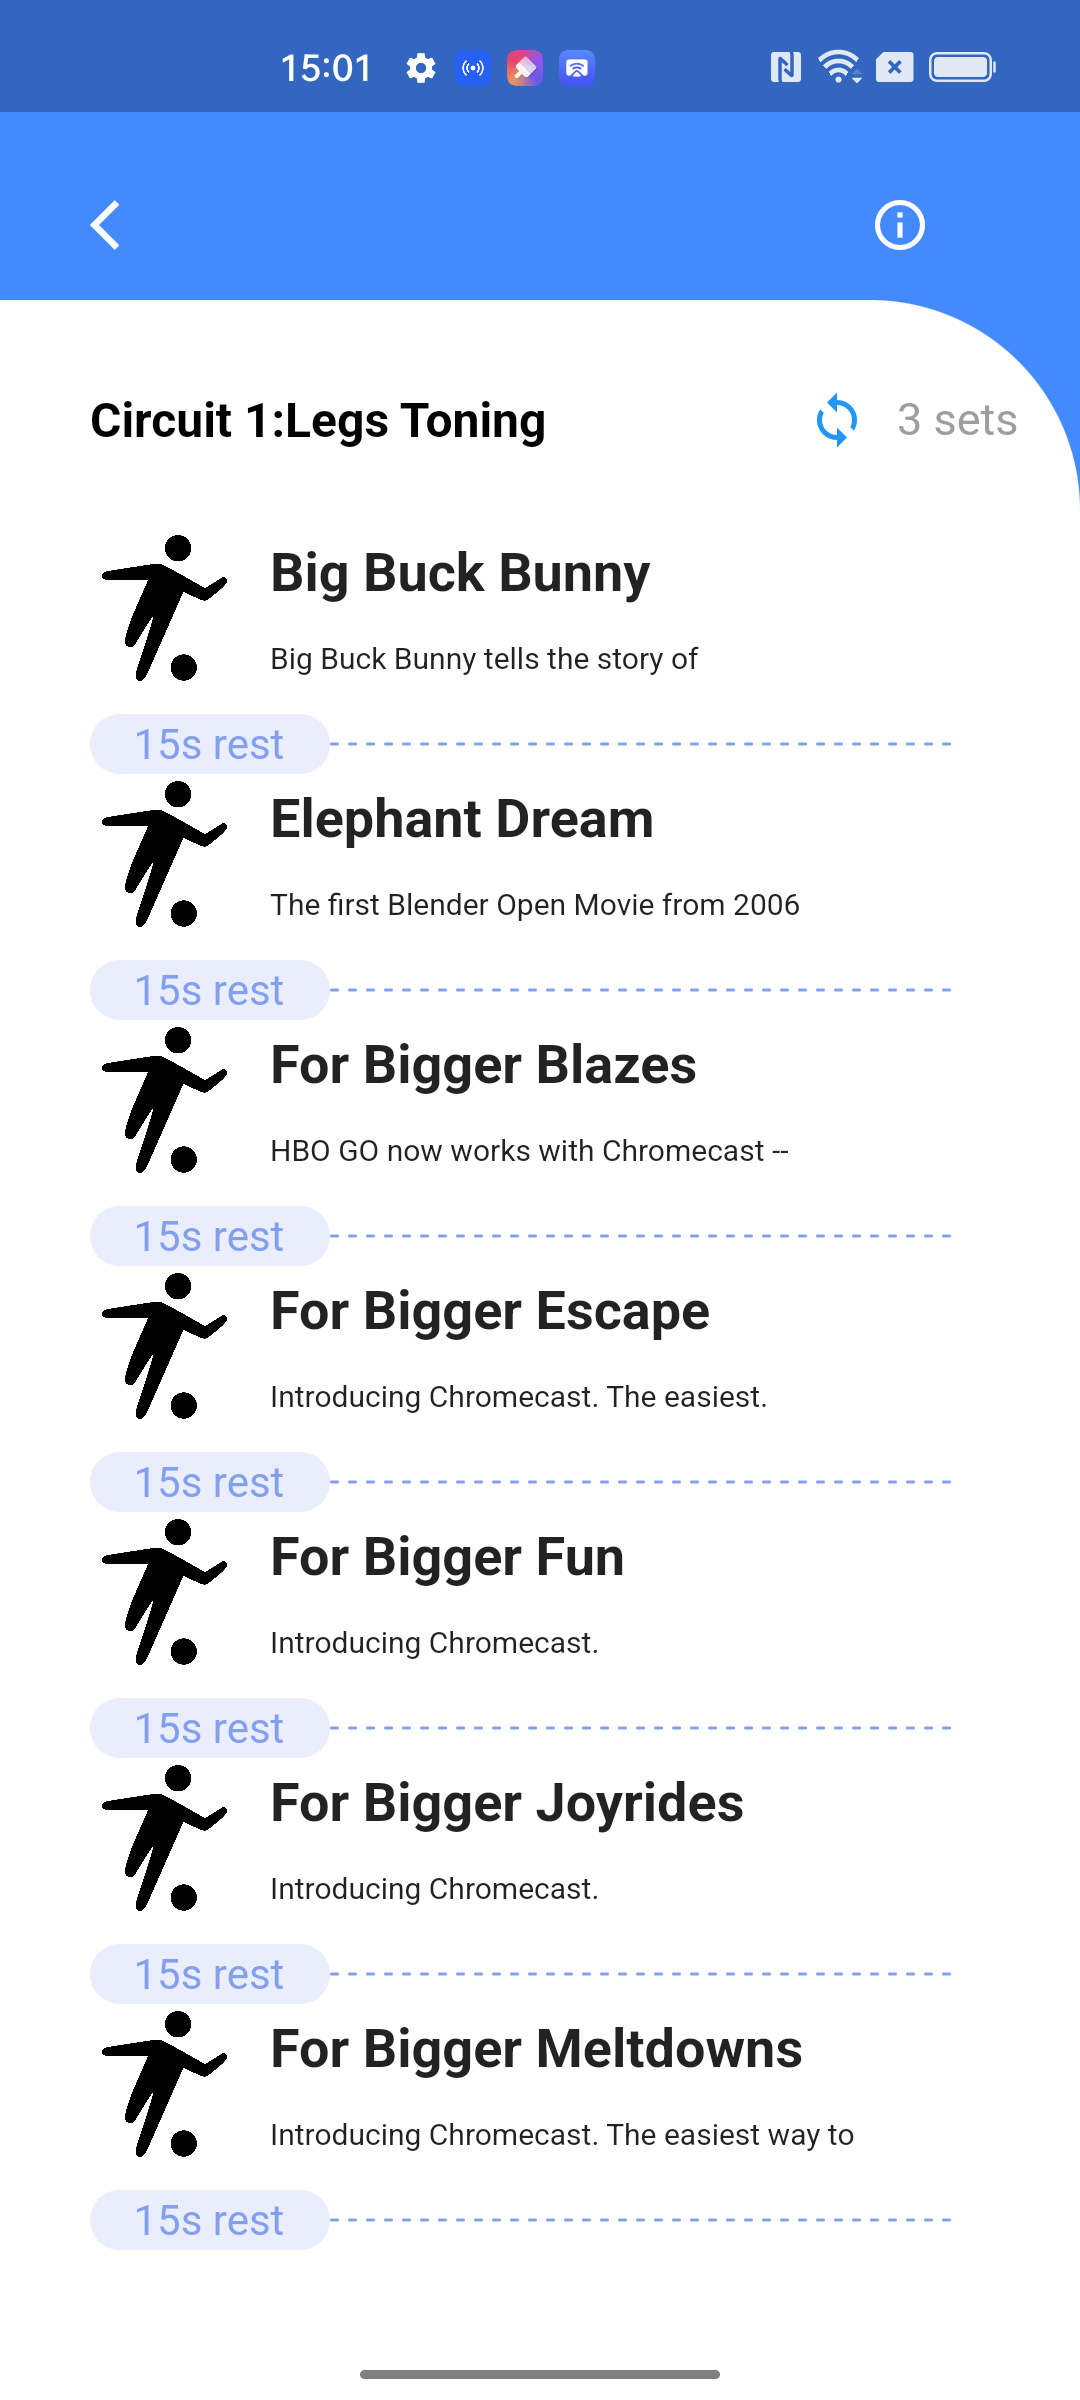 15:01
Circuit 1:Legs Toning
3 sets
Big Buck Bunny
Big Buck Bunny tells the story of
15s rest
Elephant Dream
The first Blender Open Movie from 2006
15s rest
For Bigger Blazes
HBO GO now works with Chromecast --
15s rest
For Bigger Escape
Introducing Chromecast. The easiest.
15s rest
For Bigger Fun
Introducing Chromecast.
15s rest
For Bigger Joyrides
Introducing Chromecast.
15s rest
For Bigger Meltdowns
Introducing Chromecast. The easiest way to
15s rest